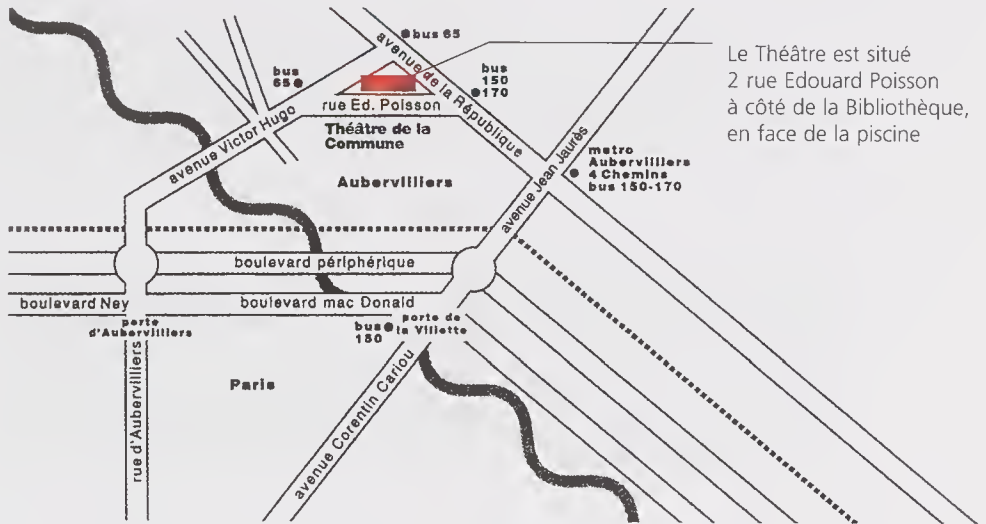 bus 65
bus
65
avenue de la République
bus
150
170
rue Ed. Poisson
Théâtre de la
Commune
avenue Victor Hugo
Le Théâtre est situé
2 rue Edouard Poisson
à côté de la Bibliothèque,
en face de la piscine
avenue Jean Jaurès
metro
Aubervilliers
4 Chemins
bus 150-170
Aubervilliers
boulevard périphérique
boulevard Ney
boulevard mac Donald
porte
d'Aubervilliers
bus
150
porte de
la Villette
rue d'Aubervilliers
Paris
avenue Corentin Cariou